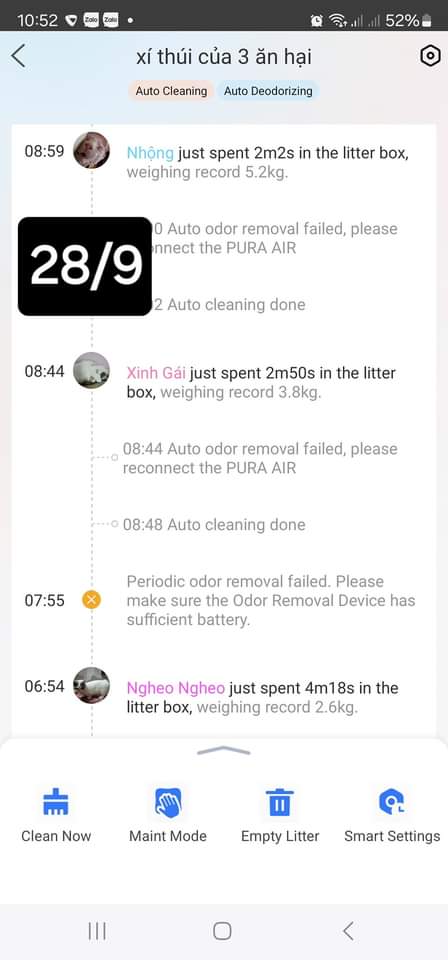 10:52 Zalo Zalo 52%
xí thúi của 3 ăn hại
Auto Cleaning Auto Deodorizing
08:59
Nhộng just spent 2m2s in the litter box,
weighing record 5.2kg.
0 Auto odor removal failed, please
nnect the PURA AIR
28/9
2 Auto cleaning done
08:44
Xinh Gái just spent 2m50s in the litter
box, weighing record 3.8kg.
08:44 Auto odor removal failed, please
reconnect the PURA AIR
08:48 Auto cleaning done
07:55
Periodic odor removal failed. Please
make sure the Odor Removal Device has
sufficient battery.
06:54
Ngheo Ngheo just spent 4m18s in the
litter box, weighing record 2.6kg.
Clean Now Maint Mode Empty Litter Smart Settings